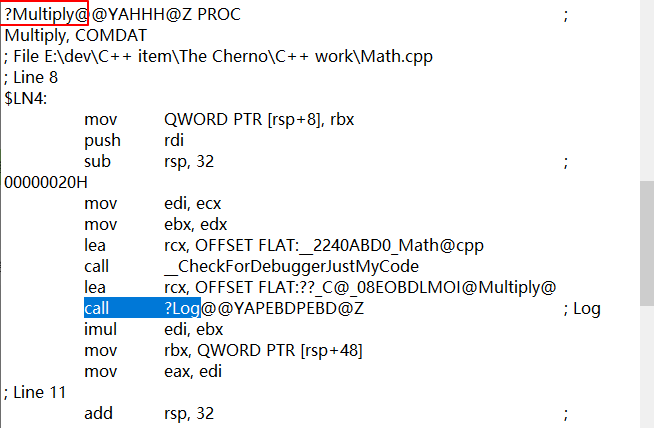 ?Multiply@@YAHHH@Z PROC ;
Multiply, COMDAT
; File E:\dev\C++ item\The Cherno\C++ work\Math.cpp
; Line 8
$LN4:
mov QWORD PTR [rsp+8], rbx
push rdi
sub rsp, 32 ;
00000020H
mov edi, ecx
mov ebx, edx
lea rcx, OFFSET FLAT:__2240ABD0_Math@cpp
call __CheckForDebuggerJustMyCode
lea rcx, OFFSET FLAT:??_C@_08EOBDLMOI@Multiply@
call ?Log@@YAPEBDPEBD@Z ; Log
imul edi, ebx
mov rbx, QWORD PTR [rsp+48]
mov eax, edi
; Line 11
add rsp, 32 ;